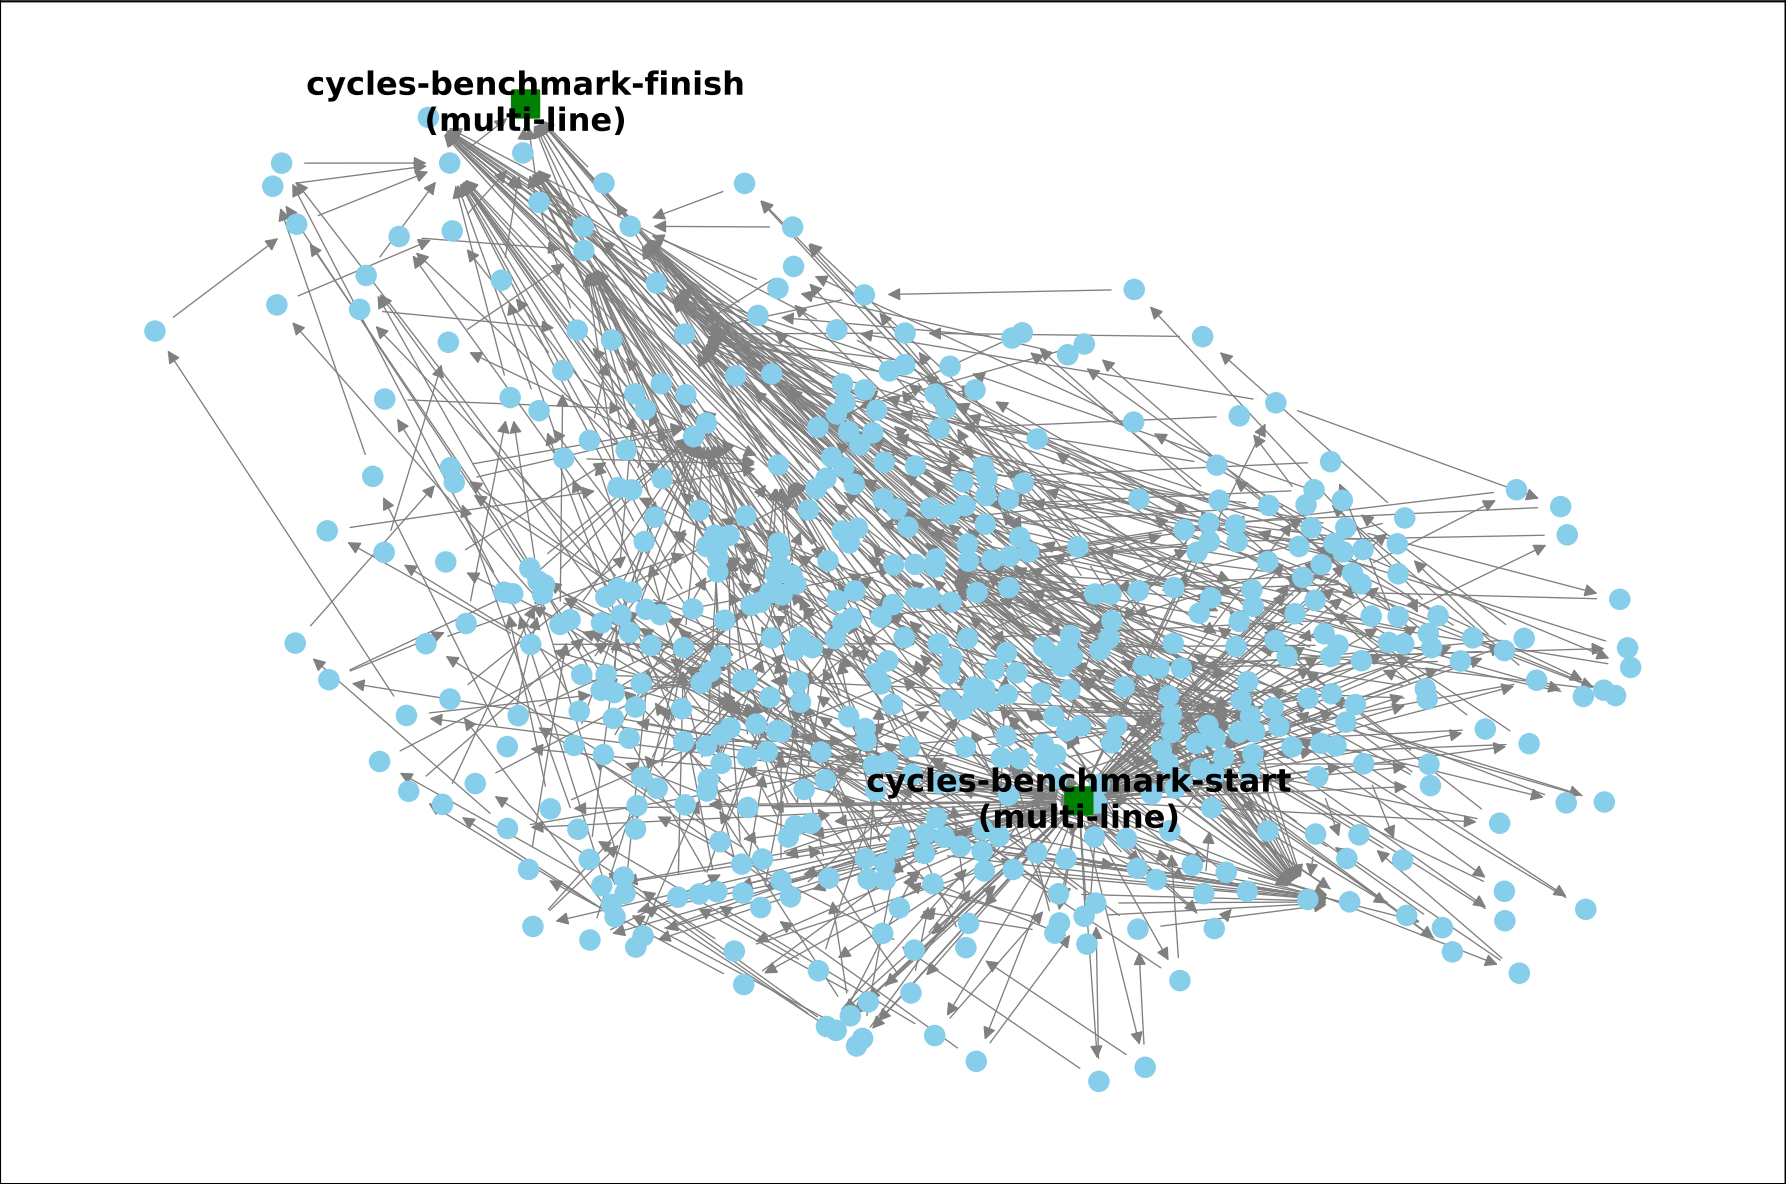 cycles-benchmark-finish
(multi-line)
cycles-benchmark-start
(multi-line)